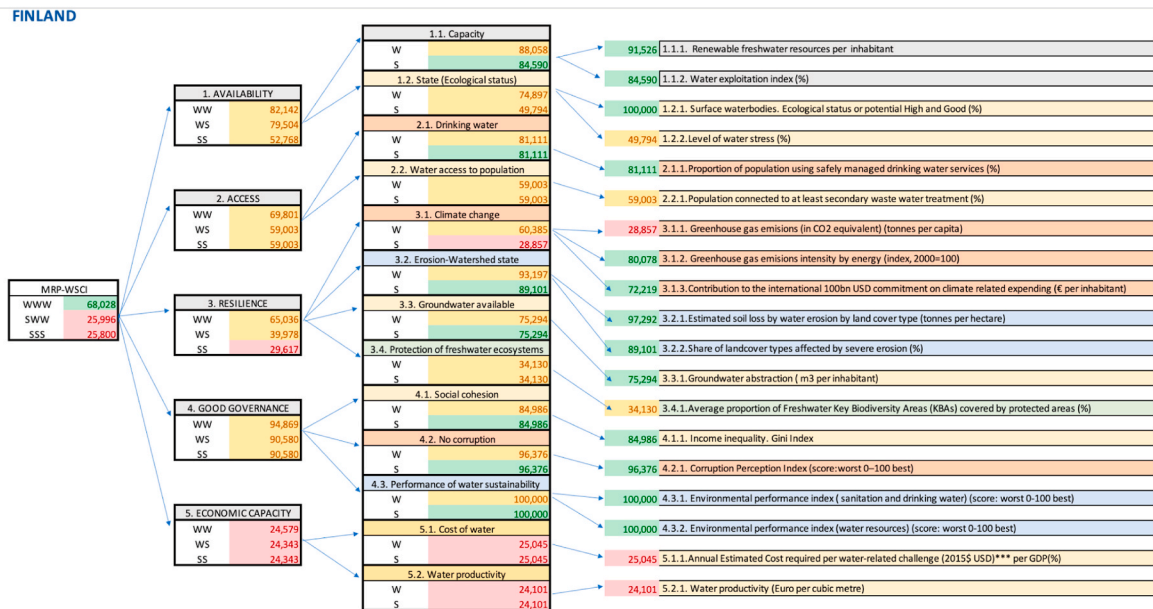 FINLAND
MRP-WSCI
WWW 68,028
SWW 25,996
SSS 25,800
1. AVAILABILITY
WW 82,142
WS 79,504
SS 52,768
2. ACCESS
WW 69,801
WS 59,003
SS 59,003
3. RESILIENCE
WW 65,036
WS 39,978
SS 29,617
4. GOOD GOVERNANCE
WW 94,869
WS 90,580
SS 90,580
5. ECONOMIC CAPACITY
WW 24,579
WS 24,343
SS 24,343
1.1. Capacity
W 88,058
S 84,590
1.2. State (Ecological status)
W 74,897
S 49,794
2.1. Drinking water
W 81,111
S 81,111
2.2. Water access to population
W 59,003
S 59,003
3.1. Climate change
W 60,385
S 28,857
3.2. Erosion-Watershed state
W 93,197
S 89,101
3.3. Groundwater available
W 75,294
S 75,294
3.4. Protection of freshwater ecosystems
W 34,130
S 34,130
4.1. Social cohesion
W 84,986
S 84,986
4.2. No corruption
W 96,376
S 96,376
4.3. Performance of water sustainability
W 100,000
S 100,000
5.1. Cost of water
W 25,045
S 25,045
5.2. Water productivity
W 24,101
S 24,101
91,526 1.1.1. Renewable freshwater resources per inhabitant
84,590 1.1.2. Water exploitation index (%)
100,000 1.2.1. Surface waterbodies. Ecological status or potential High and Good (%)
49,794 1.2.2.Level of water stress (%)
81,111 2.1.1.Proportion of population using safely managed drinking water services (%)
59,003 2.2.1.Population connected to at least secondary waste water treatment (%)
28,857 3.1.1. Greenhouse gas emisions (in CO2 equivalent) (tonnes per capita)
80,078 3.1.2. Greenhouse gas emissions intensity by energy (index, 2000=100)
72,219 3.1.3.Contribution to the international 100bn USD commitment on climate related expending (€ per inhabitant)
97,292 3.2.1.Estimated soil loss by water erosion by land cover type (tonnes per hectare)
89,101 3.2.2.Share of landcover types affected by severe erosion (%)
75,294 3.3.1.Groundwater abstraction ( m3 per inhabitant)
34,130 3.4.1.Average proportion of Freshwater Key Biodiversity Areas (KBAs) covered by protected areas (%)
84,986 4.1.1. Income inequality. Gini Index
96,376 4.2.1. Corruption Perception Index (score:worst 0–100 best)
100,000 4.3.1. Environmental performance index ( sanitation and drinking water) (score: worst 0-100 best)
100,000 4.3.2. Environmental performance index (water resources) (score: worst 0-100 best)
25,045 5.1.1.Annual Estimated Cost required per water-related challenge (2015$ USD)*** per GDP(%)
24,101 5.2.1. Water productivity (Euro per cubic metre)